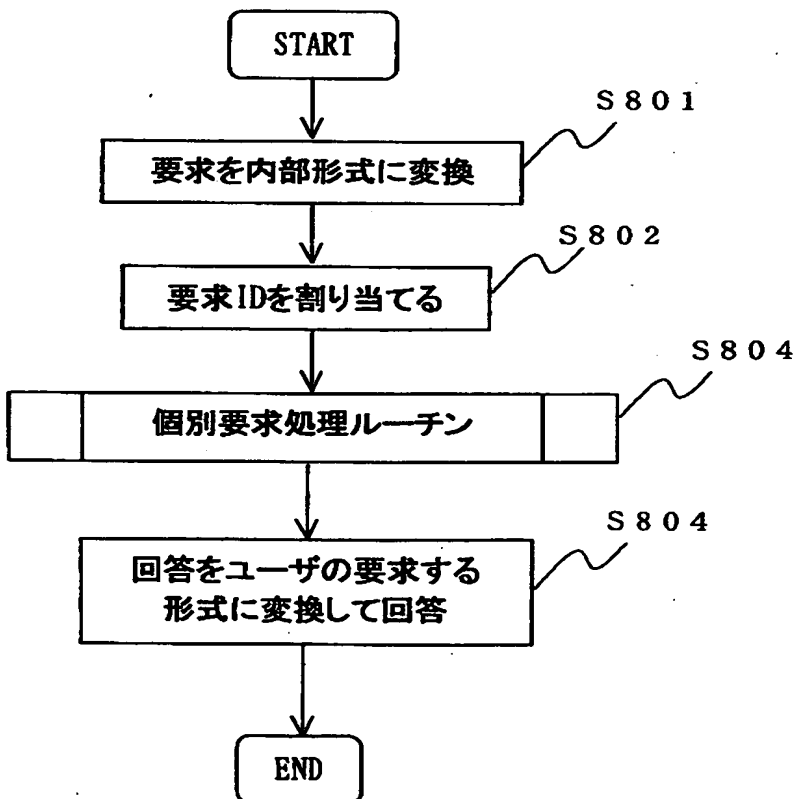 START
S801
要求を内部形式に変換
S802
要求IDを割り当てる
S804
個別要求処理ルーチン
S804
回答をユーザの要求する
形式に変換して回答
END